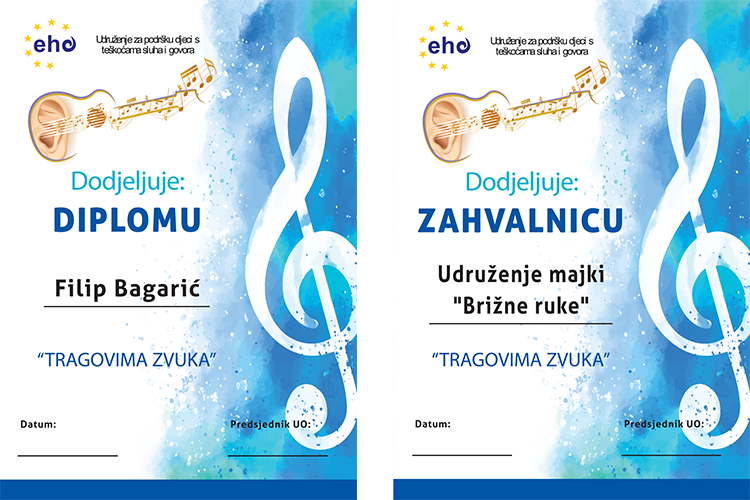 eho
Udruženje za podršku djeci s
teškoćama sluha i govora
Dodjeljuje:
DIPLOMU
Filip Bagarić
“TRAGOVIMA ZVUKA”
Datum:
Predsjednik UO:
eho
Udruženje za podršku djeci s
teškoćama sluha i govora
Dodjeljuje:
ZAHVALNICU
Udruženje majki
"Brižne ruke"
“TRAGOVIMA ZVUKA”
Datum:
Predsjednik UO: